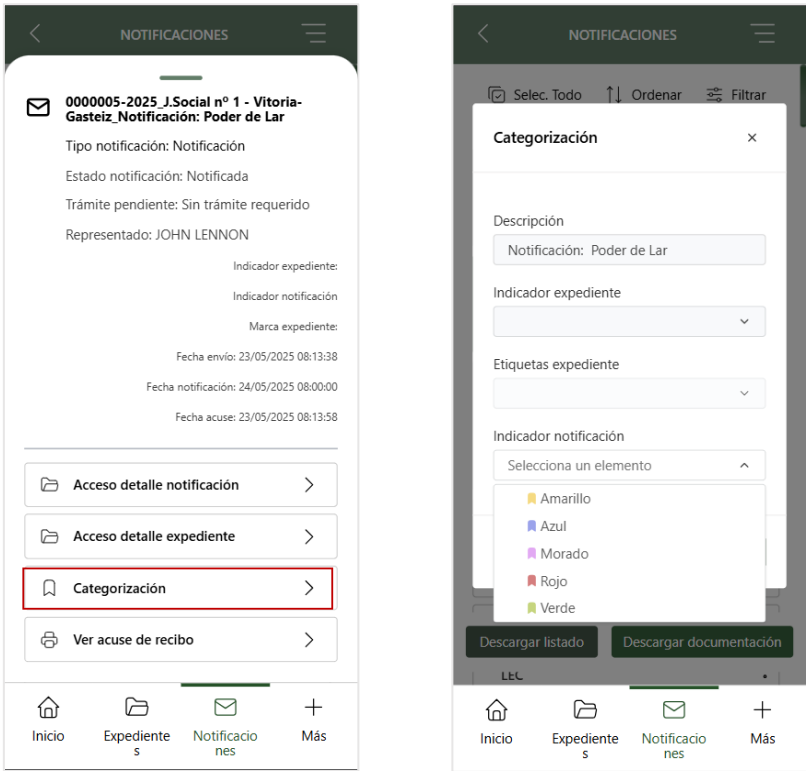 NOTIFICACIONES
0000005-2025_J.Social nº 1 - Vitoria-
Gasteiz_Notificación: Poder de Lar
Tipo notificación: Notificación
Estado notificación: Notificada
Trámite pendiente: Sin trámite requerido
Representado: JOHN LENNON
Indicador expediente:
Indicador notificación
Marca expediente:
Fecha envío: 23/05/2025 08:13:38
Fecha notificación: 24/05/2025 08:00:00
Fecha acuse: 23/05/2025 08:13:58
Acceso detalle notificación
Acceso detalle expediente
Categorización
Ver acuse de recibo
Inicio
Expediente
s
Notificacio
nes
Más
NOTIFICACIONES
Selec. Todo
Ordenar
Filtrar
Categorización
Descripción
Notificación: Poder de Lar
Indicador expediente
Etiquetas expediente
Indicador notificación
Selecciona un elemento
Amarillo
Azul
Morado
Rojo
Verde
Descargar listado
Descargar documentación
LEC
Inicio
Expediente
s
Notificacio
nes
Más